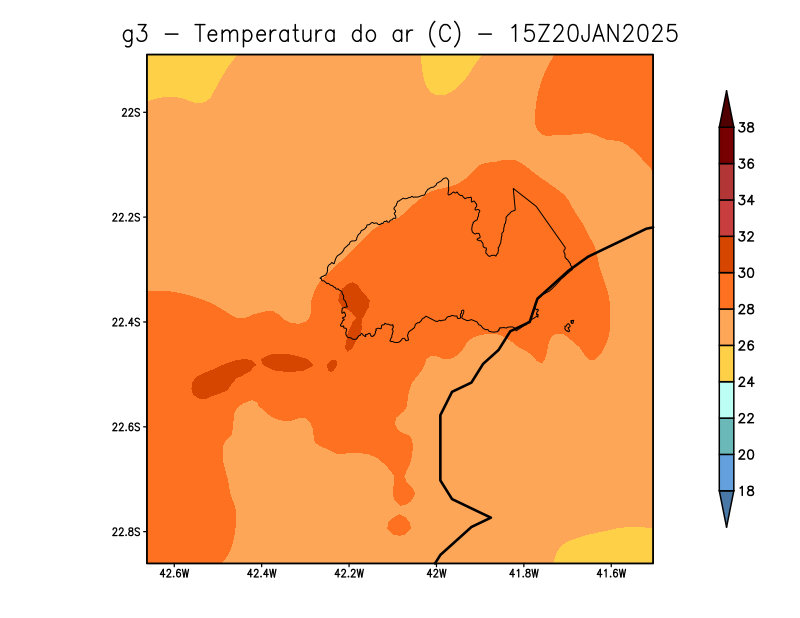 g3 - Temperatura do ar (C) - 15Z20JAN2025
38
36
34
32
30
28
26
24
22
20
18
22S
22.2S
22.4S
22.6S
22.8S
42.6W
42.4W
42.2W
42W
41.8W
41.6W